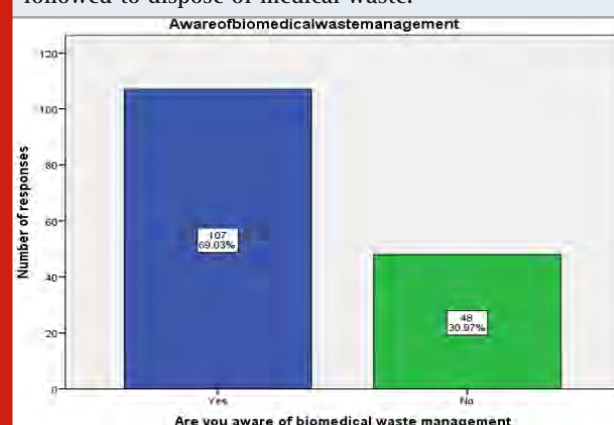 followed to dispose of medical waste.
Awareofbiomedicalwastemanagement
120
100
80
60
40
20
0
Number of responses
107
69.03%
48
30.97%
Yes
No
Are you aware of biomedical waste management